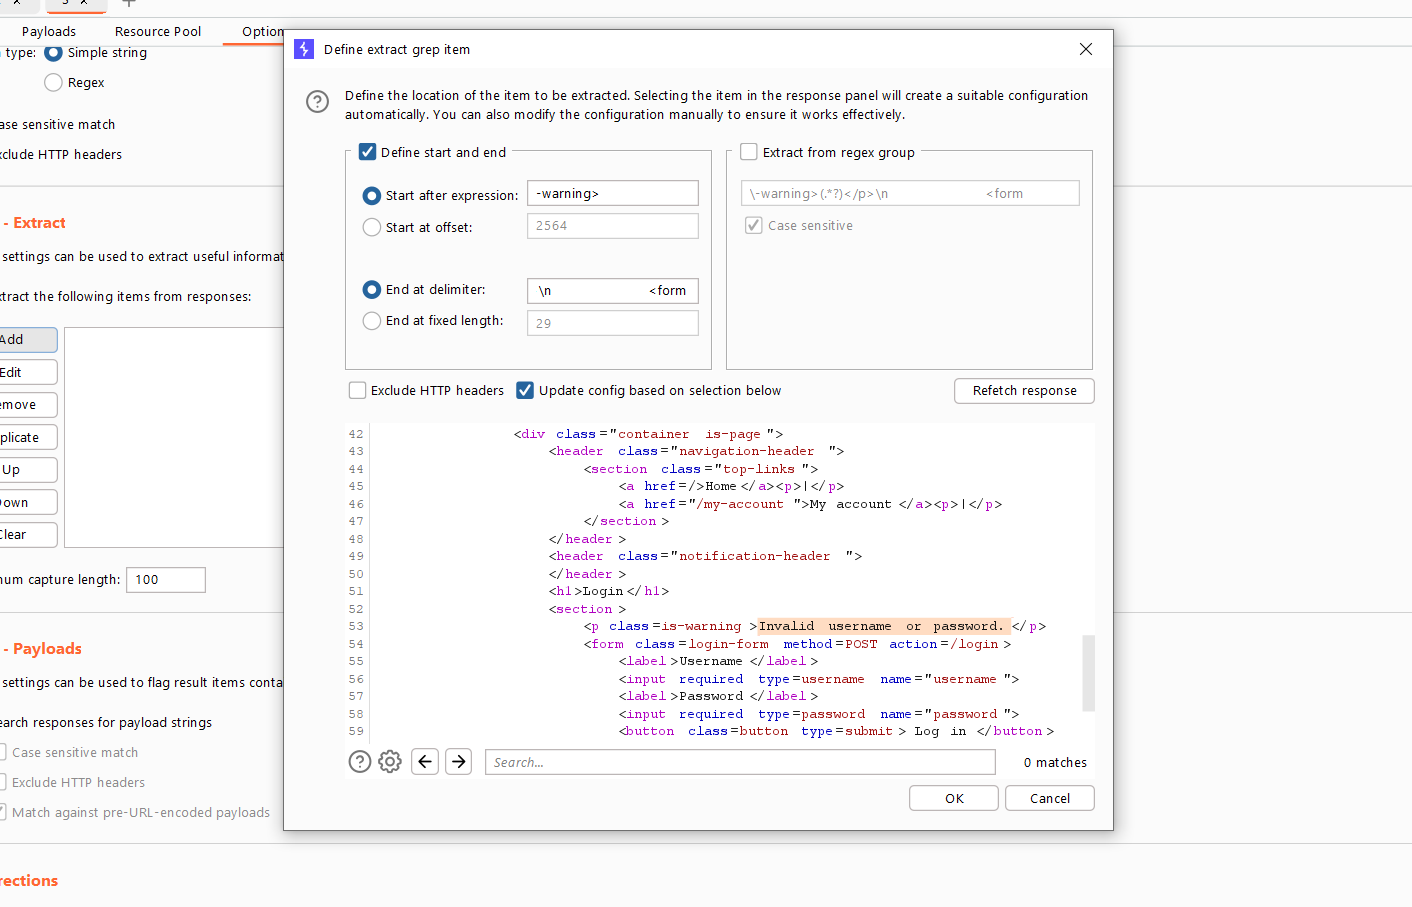 Payloads Resource Pool Option
type: Simple string
Regex
ase sensitive match
xclude HTTP headers
- Extract
settings can be used to extract useful informat
xtract the following items from responses:
Add
Edit
emove
plicate
Up
Down
Clear
num capture length: 100
- Payloads
settings can be used to flag result items conta
earch responses for payload strings
Case sensitive match
Exclude HTTP headers
Match against pre-URL-encoded payloads
rections
Define extract grep item
Define the location of the item to be extracted. Selecting the item in the response panel will create a suitable configuration
automatically. You can also modify the configuration manually to ensure it works effectively.
Define start and end
Start after expression: -warning>
Start at offset: 2564
End at delimiter: \n <form
End at fixed length: 29
Extract from regex group
\-warning>(.*?)</p>\n <form
Case sensitive
Exclude HTTP headers Update config based on selection below Refetch response
42 <div class="container is-page">
43 <header class="navigation-header ">
44 <section class="top-links">
45 <a href=/>Home</a><p>|</p>
46 <a href="/my-account">My account</a><p>|</p>
47 </section>
48 </header>
49 <header class="notification-header ">
50 </header>
51 <h1>Login</h1>
52 <section>
53 <p class=is-warning>Invalid username or password.</p>
54 <form class=login-form method=POST action=/login>
55 <label>Username</label>
56 <input required type=username name="username">
57 <label>Password</label>
58 <input required type=password name="password">
59 <button class=button type=submit> Log in </button>
Search... 0 matches
OK Cancel